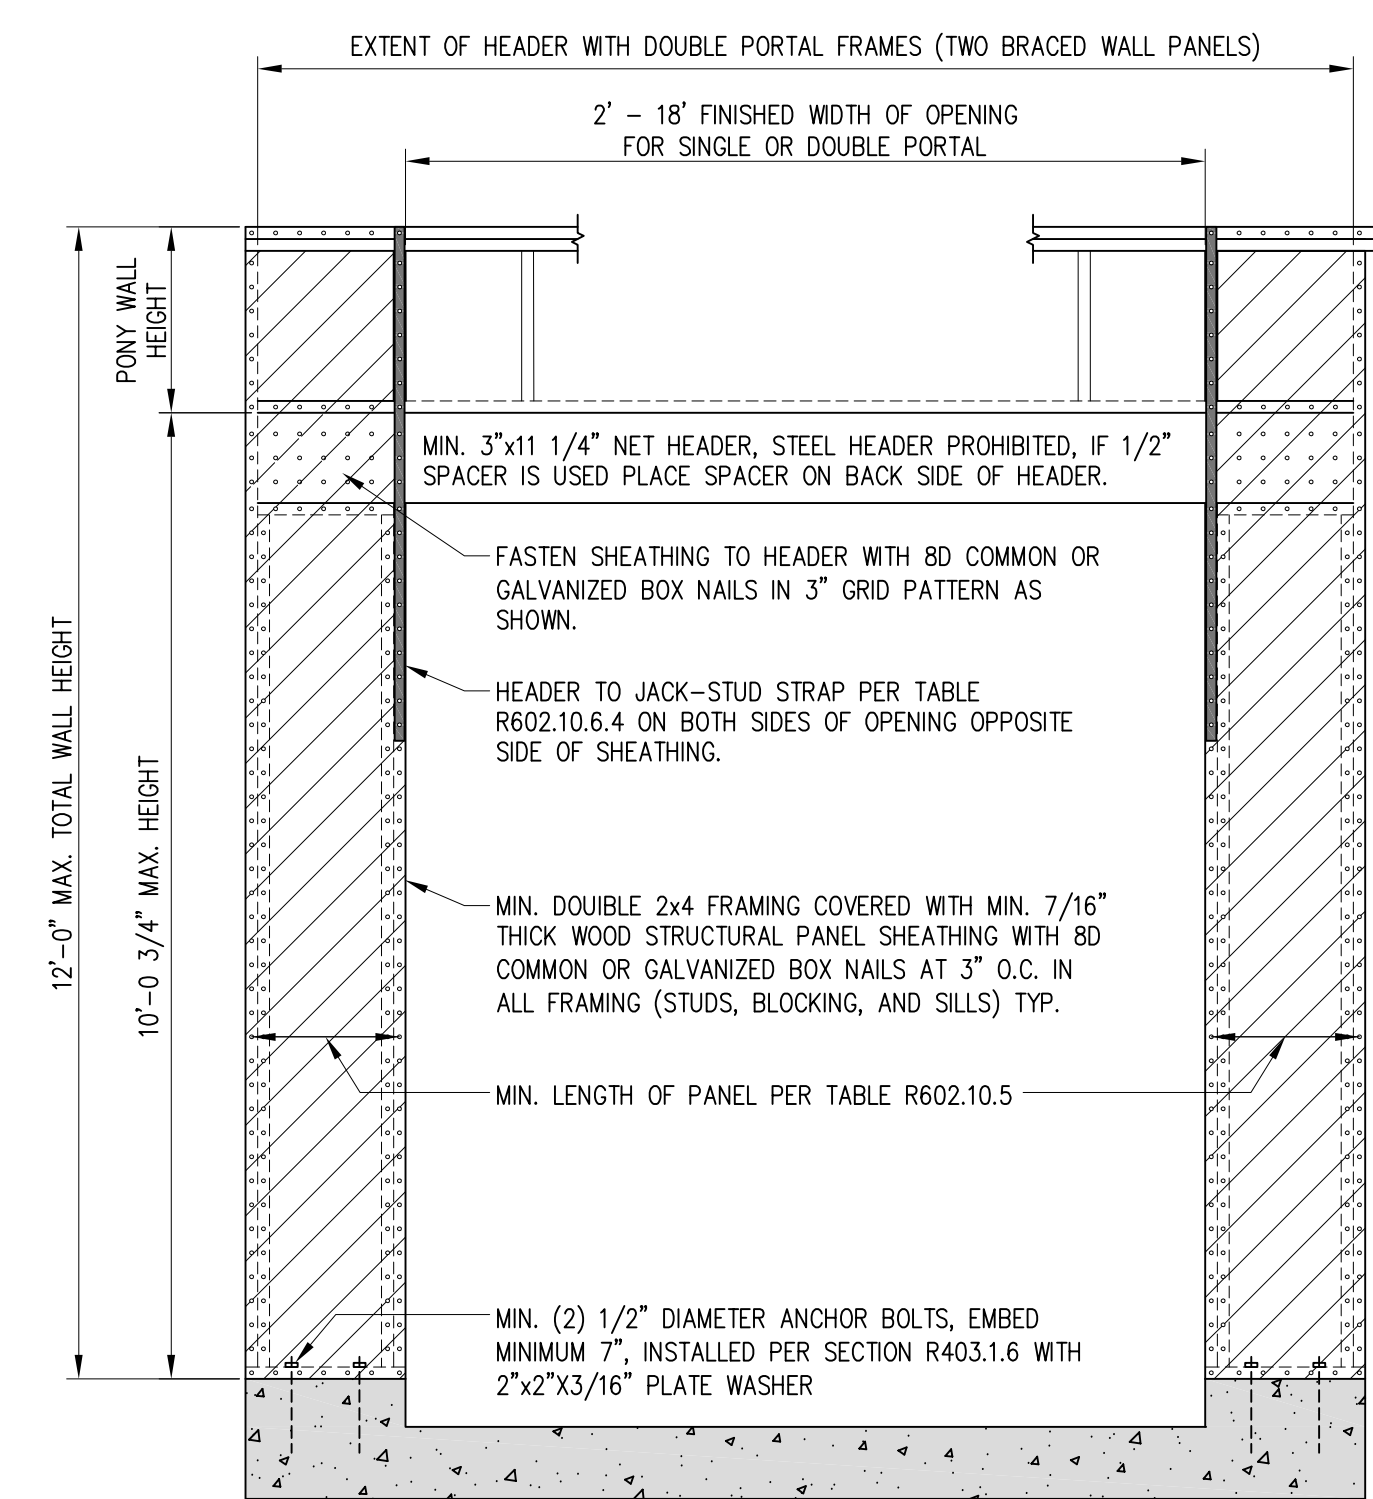 EXTENT OF HEADER WITH DOUBLE PORTAL FRAMES (TWO BRACED WALL PANELS)
2' – 18' FINISHED WIDTH OF OPENING
FOR SINGLE OR DOUBLE PORTAL
PONY WALL
HEIGHT
MIN. 3"x11 1/4" NET HEADER, STEEL HEADER PROHIBITED, IF 1/2"
SPACER IS USED PLACE SPACER ON BACK SIDE OF HEADER.
FASTEN SHEATHING TO HEADER WITH 8D COMMON OR
GALVANIZED BOX NAILS IN 3" GRID PATTERN AS
SHOWN.
12'-0" MAX. TOTAL WALL HEIGHT
10'-0 3/4" MAX. HEIGHT
HEADER TO JACK-STUD STRAP PER TABLE
R602.10.6.4 ON BOTH SIDES OF OPENING OPPOSITE
SIDE OF SHEATHING.
MIN. DOUIBLE 2x4 FRAMING COVERED WITH MIN. 7/16"
THICK WOOD STRUCTURAL PANEL SHEATHING WITH 8D
COMMON OR GALVANIZED BOX NAILS AT 3" O.C. IN
ALL FRAMING (STUDS, BLOCKING, AND SILLS) TYP.
MIN. LENGTH OF PANEL PER TABLE R602.10.5
MIN. (2) 1/2" DIAMETER ANCHOR BOLTS, EMBED
MINIMUM 7", INSTALLED PER SECTION R403.1.6 WITH
2"x2"X3/16" PLATE WASHER